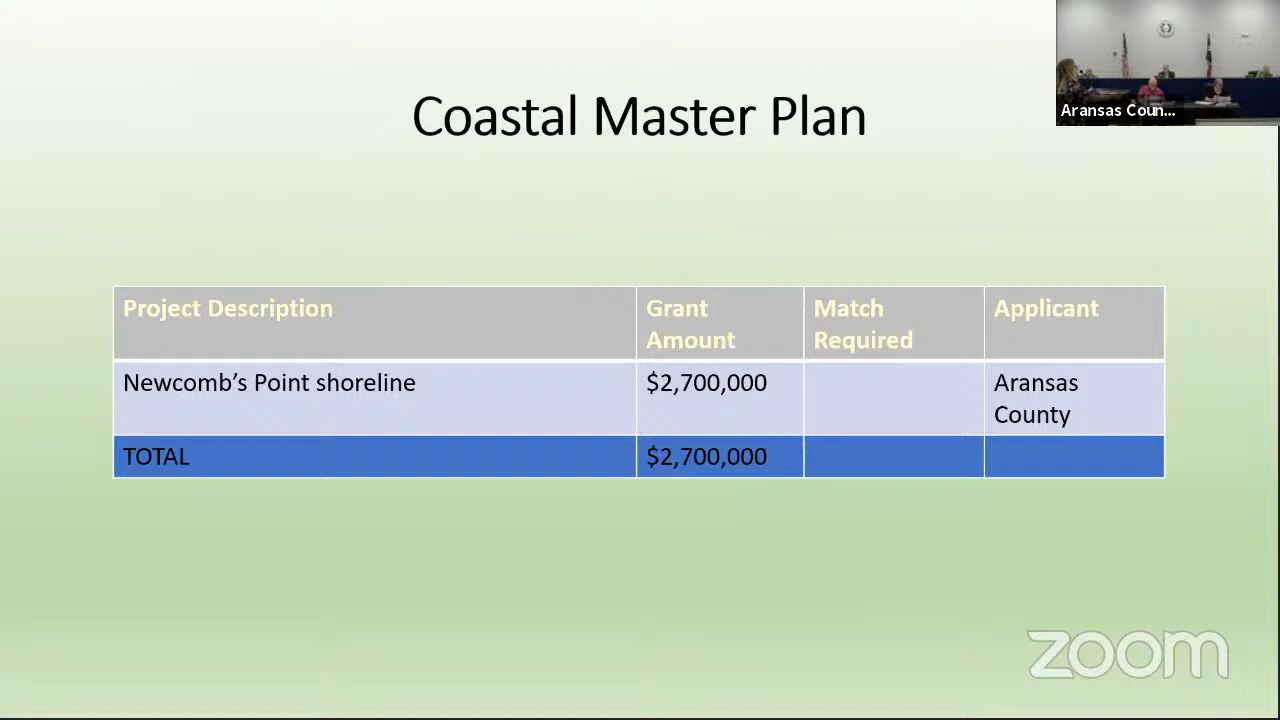 Aransas Coun...
Coastal Master Plan
Project Description
Grant
Amount
Match
Required
Applicant
Newcomb’s Point shoreline
$2,700,000
Aransas
County
TOTAL
$2,700,000
zoom